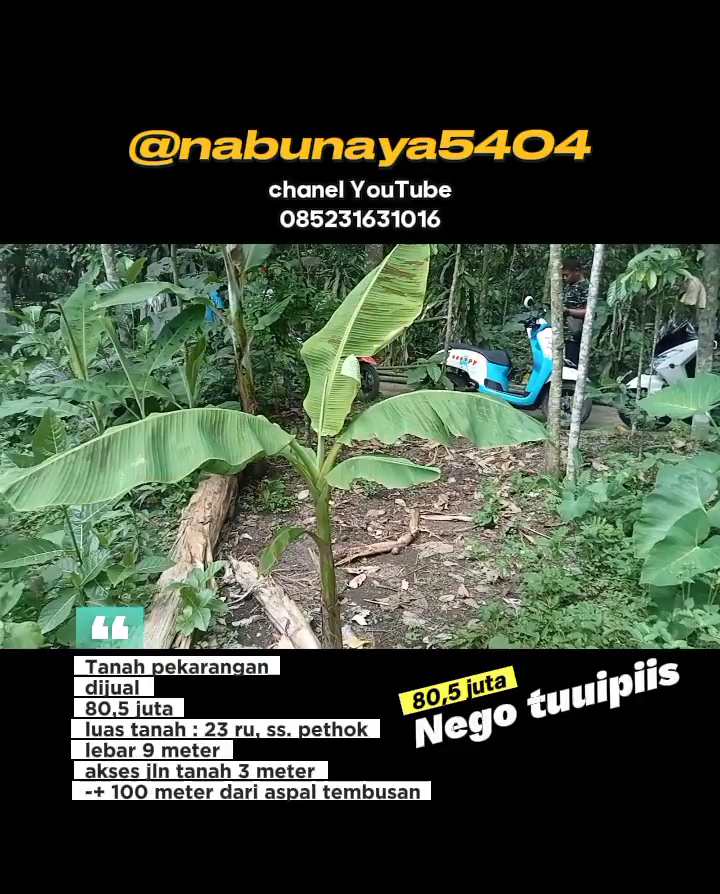 @nabunaya5404
chanel YouTube
085231631016
scoopy
Tanah pekarangan
dijual
80,5 juta
luas tanah : 23 ru, ss. pethok
lebar 9 meter
akses jln tanah 3 meter
-+ 100 meter dari aspal tembusan
80,5 juta
Nego tuuipiis